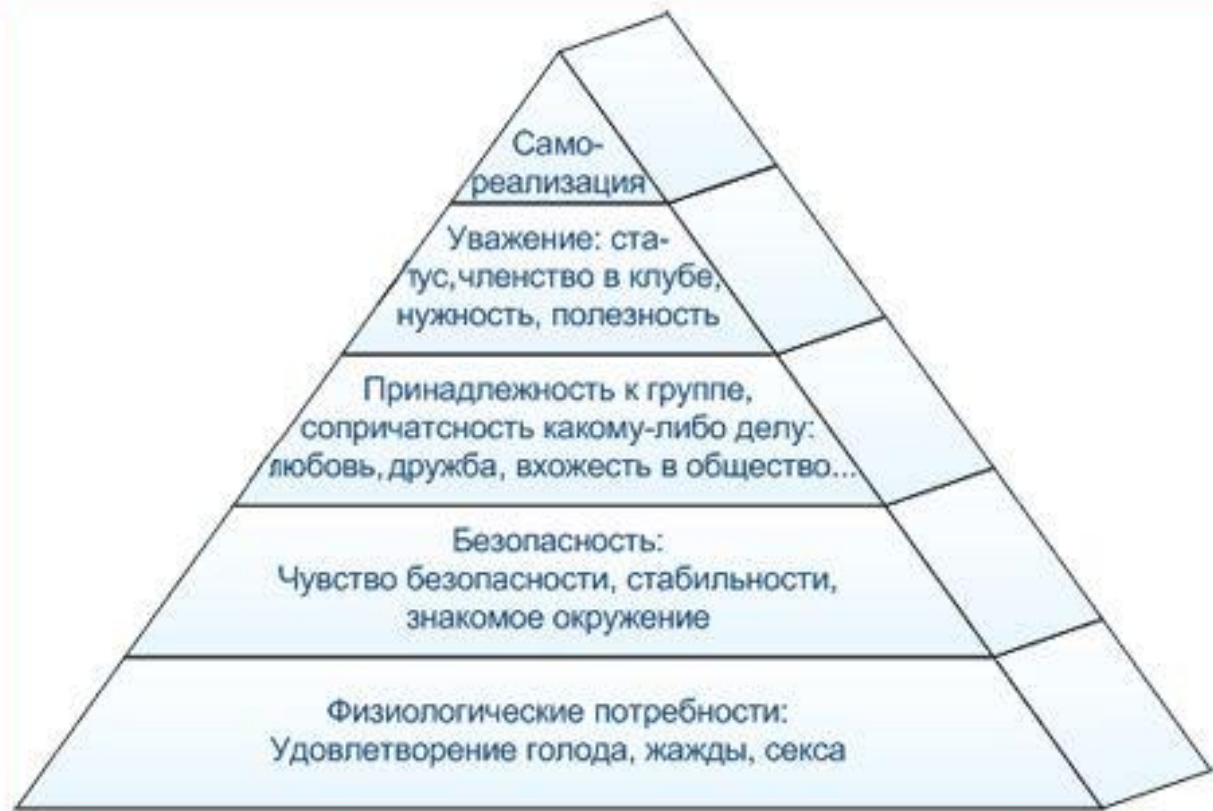 Само-
реализация
Уважение: ста-
тус, членство в клубе,
нужность, полезность
Принадлежность к группе,
сопричатсность какому-либо делу:
любовь, дружба, вхожесть в общество...
Безопасность:
Чувство безопасности, стабильности,
знакомое окружение
Физиологические потребности:
Удовлетворение голода, жажды, секса